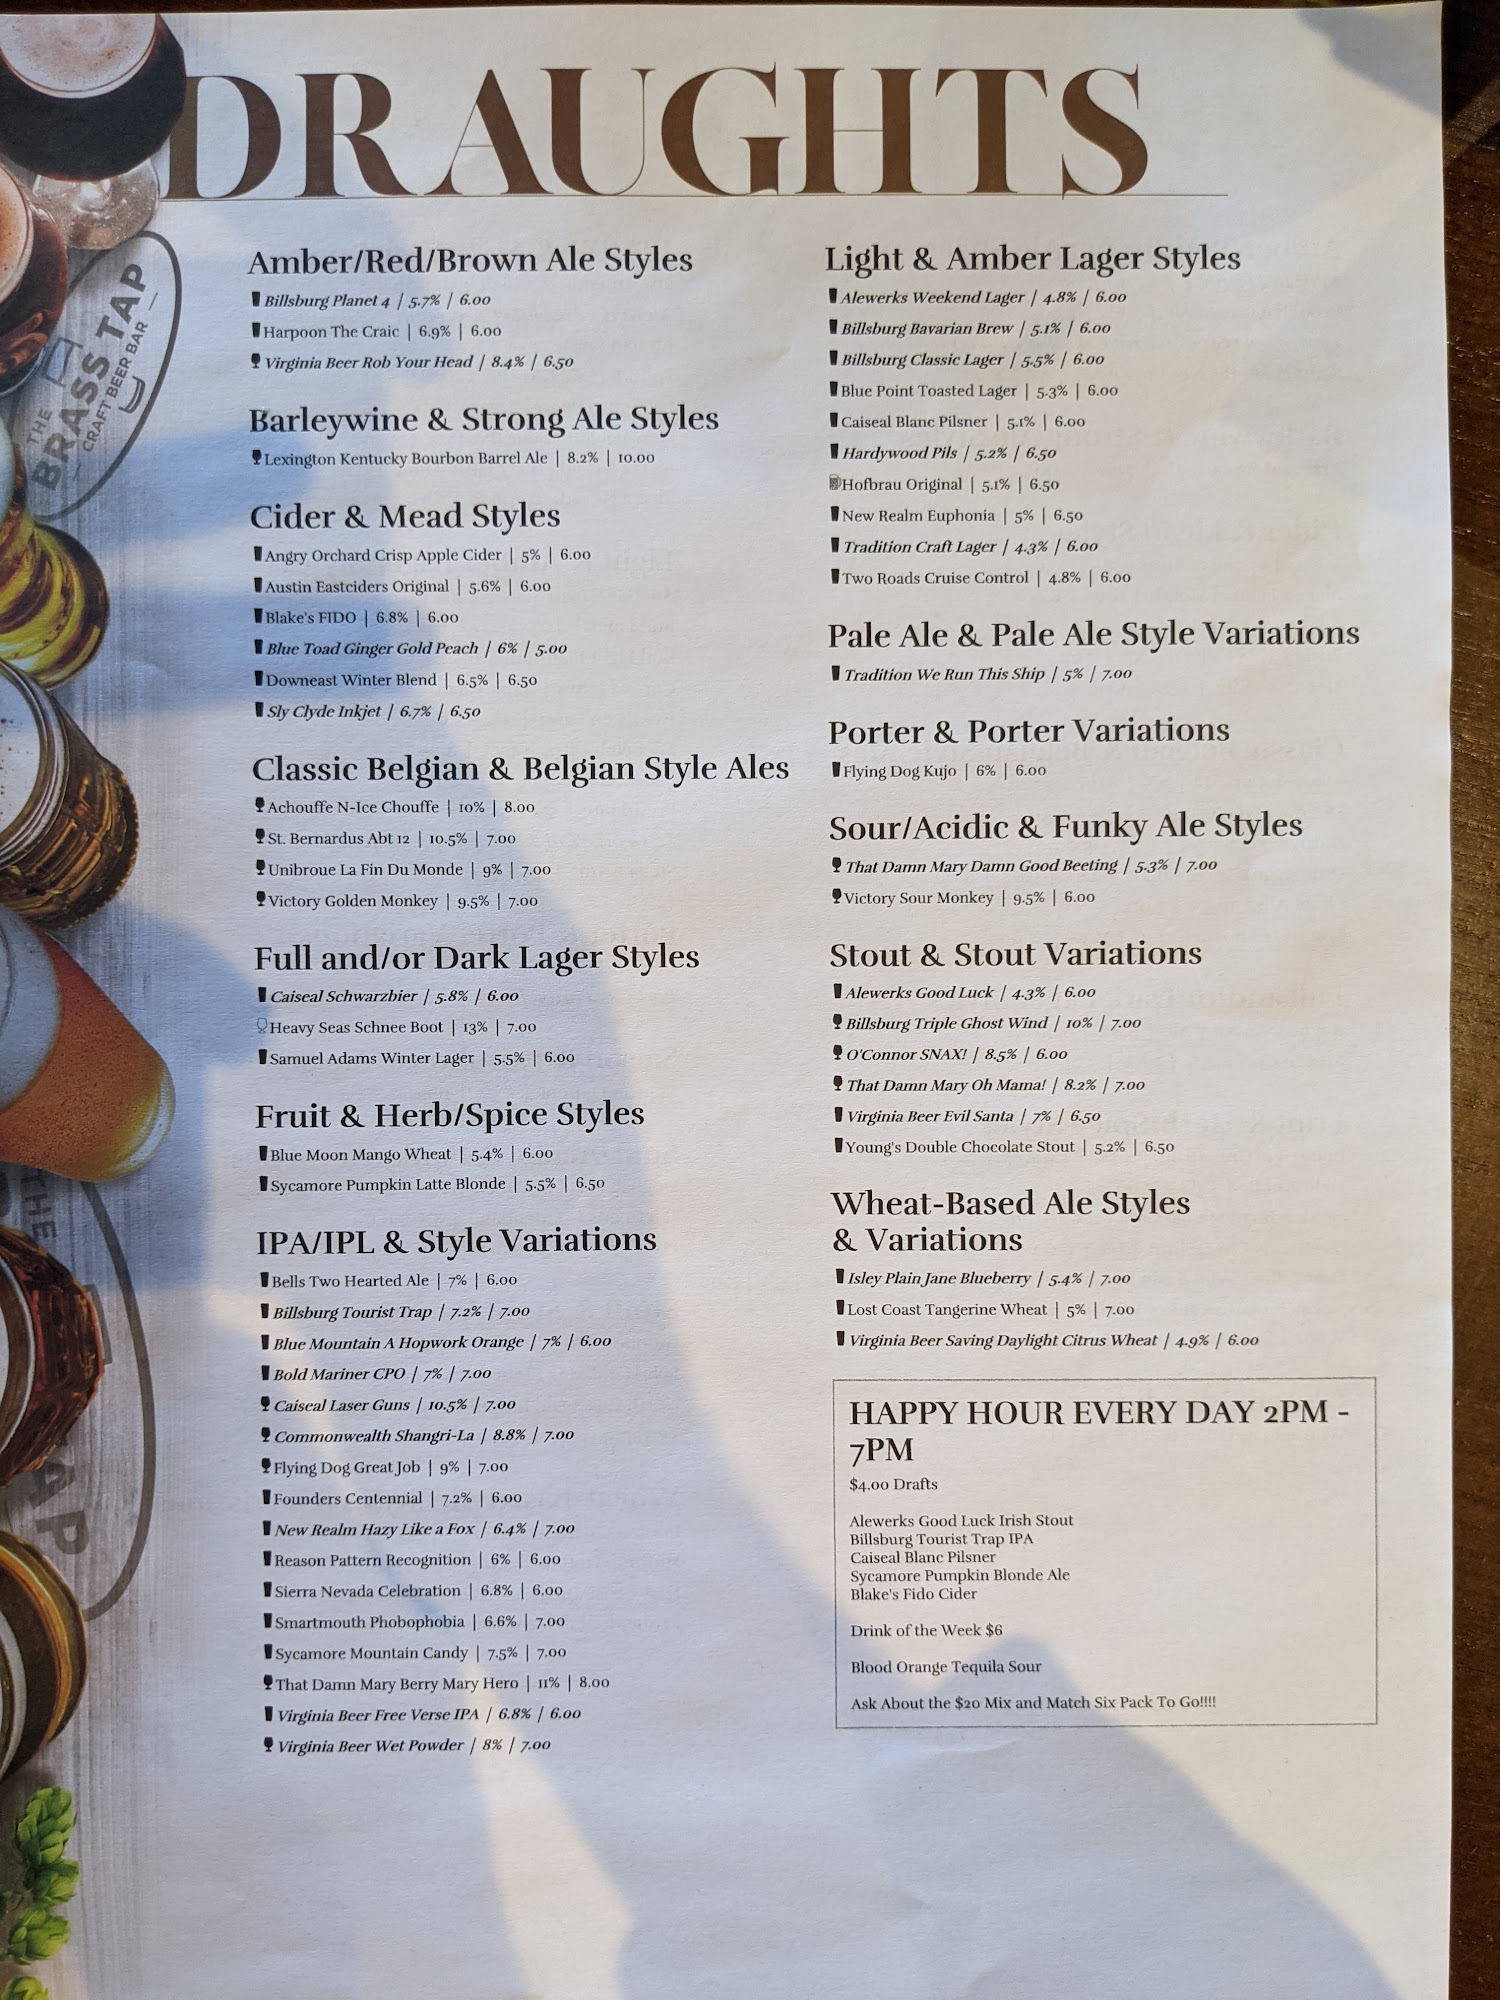 DRAUGHTS
THE
BRASS TAP
CRAFT BEER BAR
Amber/Red/Brown Ale Styles
Billsburg Planet 4 | 5.7% | 6.00
Harpoon The Craic | 6.9% | 6.00
Virginia Beer Rob Your Head | 8.4% | 6.50
Barleywine & Strong Ale Styles
Lexington Kentucky Bourbon Barrel Ale | 8.2% | 10.00
Cider & Mead Styles
Angry Orchard Crisp Apple Cider | 5% | 6.00
Austin Eastciders Original | 5.6% | 6.00
Blake's FIDO | 6.8% | 6.00
Blue Toad Ginger Gold Peach | 6% | 5.00
Downeast Winter Blend | 6.5% | 6.50
Sly Clyde Inkjet | 6.7% | 6.50
Classic Belgian & Belgian Style Ales
Achouffe N-Ice Chouffe | 10% | 8.00
St. Bernardus Abt 12 | 10.5% | 7.00
Unibroue La Fin Du Monde | 9% | 7.00
Victory Golden Monkey | 9.5% | 7.00
Full and/or Dark Lager Styles
Caiseal Schwarzbier | 5.8% | 6.00
Heavy Seas Schnee Boot | 13% | 7.00
Samuel Adams Winter Lager | 5.5% | 6.00
Fruit & Herb/Spice Styles
Blue Moon Mango Wheat | 5.4% | 6.00
Sycamore Pumpkin Latte Blonde | 5.5% | 6.50
IPA/IPL & Style Variations
Bells Two Hearted Ale | 7% | 6.00
Billsburg Tourist Trap | 7.2% | 7.00
Blue Mountain A Hopwork Orange | 7% | 6.00
Bold Mariner CPO | 7% | 7.00
Caiseal Laser Guns | 10.5% | 7.00
Commonwealth Shangri-La | 8.8% | 7.00
Flying Dog Great Job | 9% | 7.00
Founders Centennial | 7.2% | 6.00
New Realm Hazy Like a Fox | 6.4% | 7.00
Reason Pattern Recognition | 6% | 6.00
Sierra Nevada Celebration | 6.8% | 6.00
Smartmouth Phobophobia | 6.6% | 7.00
Sycamore Mountain Candy | 7.5% | 7.00
That Damn Mary Berry Mary Hero | 11% | 8.00
Virginia Beer Free Verse IPA | 6.8% | 6.00
Virginia Beer Wet Powder | 8% | 7.00
Light & Amber Lager Styles
Alewerks Weekend Lager | 4.8% | 6.00
Billsburg Bavarian Brew | 5.1% | 6.00
Billsburg Classic Lager | 5.5% | 6.00
Blue Point Toasted Lager | 5.3% | 6.00
Caiseal Blanc Pilsner | 5.1% | 6.00
Hardywood Pils | 5.2% | 6.50
Hofbrau Original | 5.1% | 6.50
New Realm Euphonia | 5% | 6.50
Tradition Craft Lager | 4.3% | 6.00
Two Roads Cruise Control | 4.8% | 6.00
Pale Ale & Pale Ale Style Variations
Tradition We Run This Ship | 5% | 7.00
Porter & Porter Variations
Flying Dog Kujo | 6% | 6.00
Sour/Acidic & Funky Ale Styles
That Damn Mary Damn Good Beeting | 5.3% | 7.00
Victory Sour Monkey | 9.5% | 6.00
Stout & Stout Variations
Alewerks Good Luck | 4.3% | 6.00
Billsburg Triple Ghost Wind | 10% | 7.00
O'Connor SNAX! | 8.5% | 6.00
That Damn Mary Oh Mama! | 8.2% | 7.00
Virginia Beer Evil Santa | 7% | 6.50
Young's Double Chocolate Stout | 5.2% | 6.50
Wheat-Based Ale Styles
& Variations
Isley Plain Jane Blueberry | 5.4% | 7.00
Lost Coast Tangerine Wheat | 5% | 7.00
Virginia Beer Saving Daylight Citrus Wheat | 4.9% | 6.00
HAPPY HOUR EVERY DAY 2PM -
7PM
$4.00 Drafts
Alewerks Good Luck Irish Stout
Billsburg Tourist Trap IPA
Caiseal Blanc Pilsner
Sycamore Pumpkin Blonde Ale
Blake's Fido Cider
Drink of the Week $6
Blood Orange Tequila Sour
Ask About the $20 Mix and Match Six Pack To Go!!!!
THE
AP